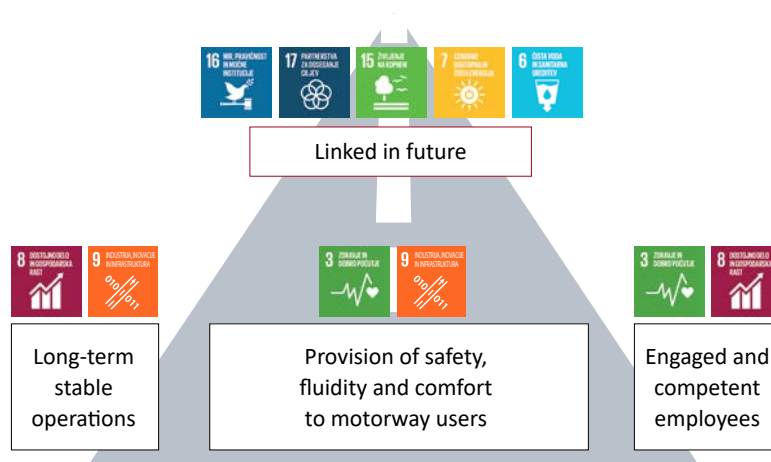 16 MIR, PRAVIČNOST
IN MOČNE
INSTITUCIJE
17 PARTNERSTVA
ZA DOSEGANJE
CILJEV
15 ŽIVLJENJE
NA KOPNEM
7 CENOVNO
DOSTOPNA IN
ČISTA ENERGIJA
6 ČISTA VODA
IN SANITARNA
UREDITEV
Linked in future
8 DOSTOJNO DELO
IN GOSPODARSKA
RAST
9 INDUSTRIJA, INOVACIJE
IN INFRASTRUKTURA
010
011
3 ZDRAVJE IN
DOBRO POČUTJE
9 INDUSTRIJA, INOVACIJE
IN INFRASTRUKTURA
010
011
3 ZDRAVJE IN
DOBRO POČUTJE
8 DOSTOJNO DELO
IN GOSPODARSKA
RAST
Long-term
stable
operations
Provision of safety,
fluidity and comfort
to motorway users
Engaged and
competent
employees